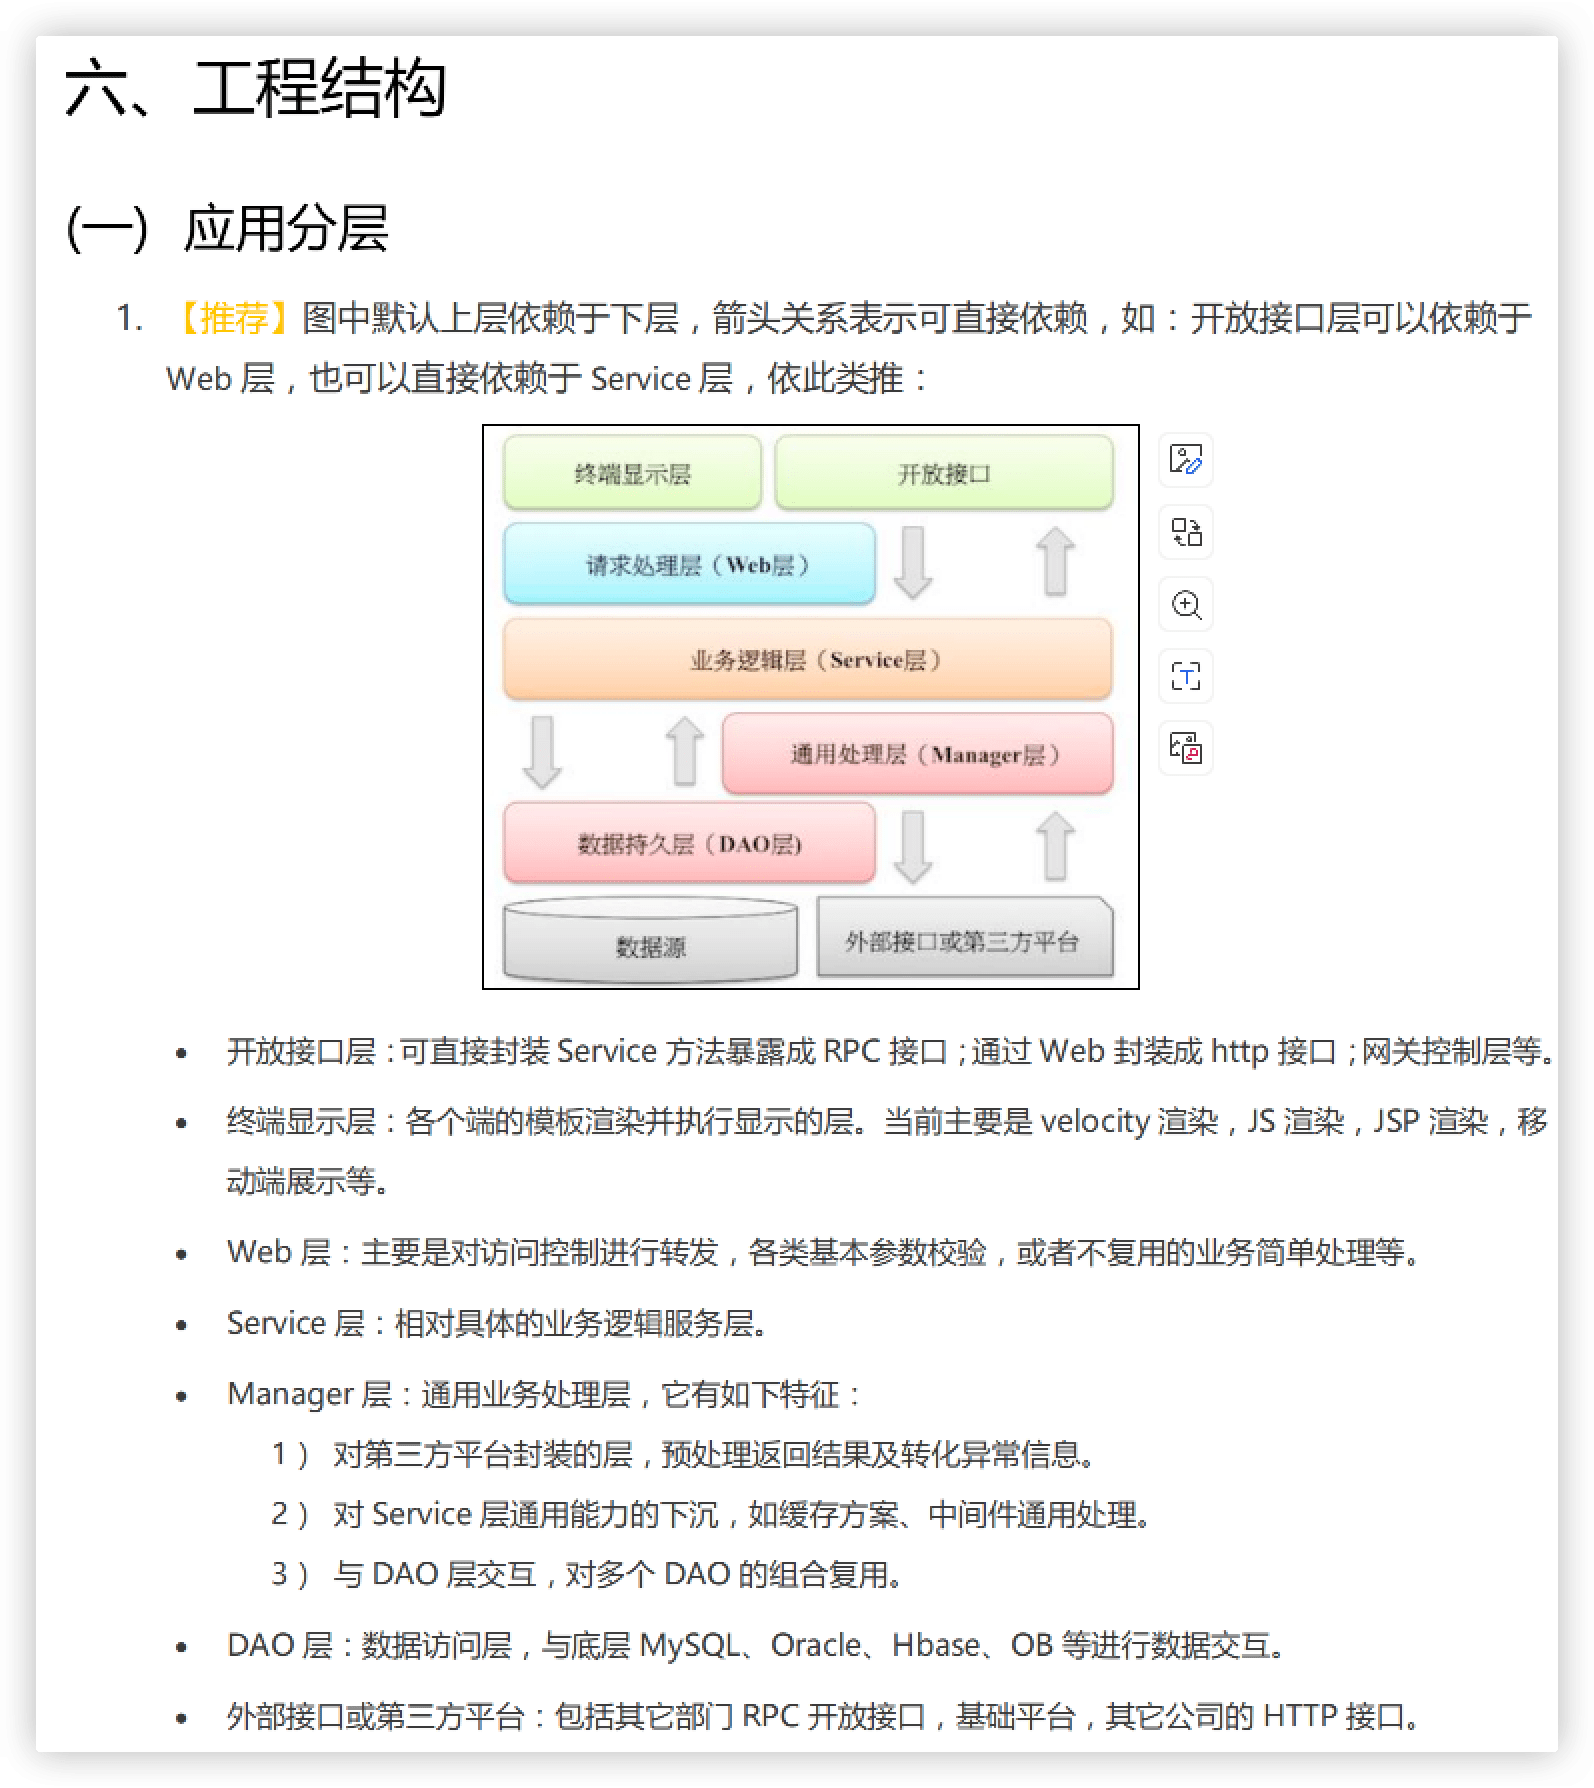 六、工程结构
(一) 应用分层
1. 【推荐】图中默认上层依赖于下层，箭头关系表示可直接依赖，如：开放接口层可以依赖于
Web 层，也可以直接依赖于 Service 层，依此类推：
终端显示层
开放接口
请求处理层（Web层）
业务逻辑层（Service层）
通用处理层（Manager层）
数据持久层（DAO层)
数据源
外部接口或第三方平台
• 开放接口层：可直接封装 Service 方法暴露成 RPC 接口；通过 Web 封装成 http 接口；网关控制层等。
• 终端显示层：各个端的模板渲染并执行显示的层。当前主要是 velocity 渲染，JS 渲染，JSP 渲染，移
动端展示等。
• Web 层：主要是对访问控制进行转发，各类基本参数校验，或者不复用的业务简单处理等。
• Service 层：相对具体的业务逻辑服务层。
• Manager 层：通用业务处理层，它有如下特征：
1） 对第三方平台封装的层，预处理返回结果及转化异常信息。
2） 对 Service 层通用能力的下沉，如缓存方案、中间件通用处理。
3） 与 DAO 层交互，对多个 DAO 的组合复用。
• DAO 层：数据访问层，与底层 MySQL、Oracle、Hbase、OB 等进行数据交互。
• 外部接口或第三方平台：包括其它部门 RPC 开放接口，基础平台，其它公司的 HTTP 接口。